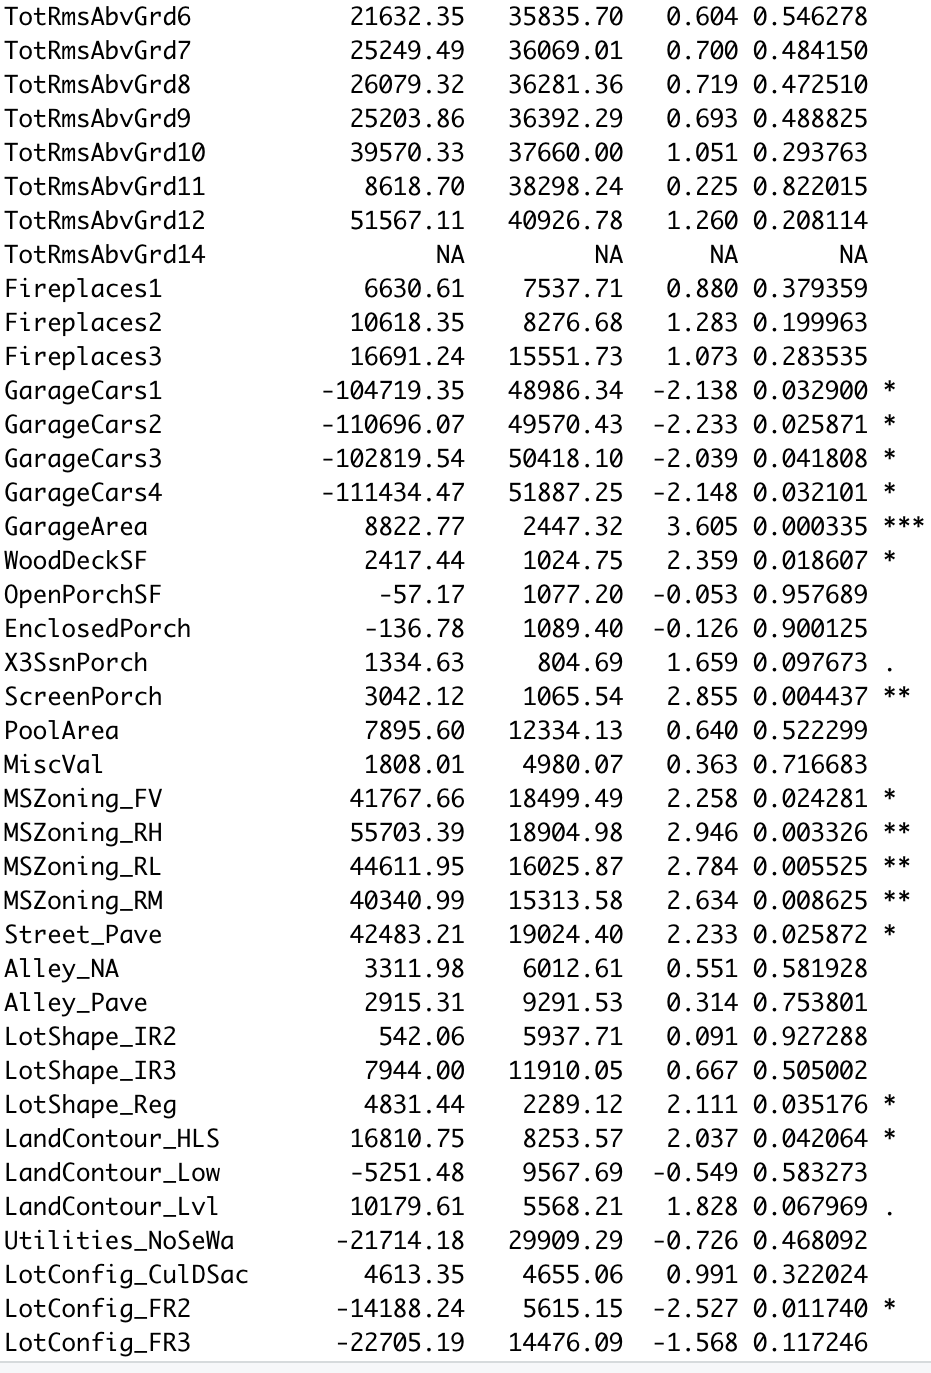 TotRmsAbvGrd6 21632.35 35835.70 0.604 0.546278
TotRmsAbvGrd7 25249.49 36069.01 0.700 0.484150
TotRmsAbvGrd8 26079.32 36281.36 0.719 0.472510
TotRmsAbvGrd9 25203.86 36392.29 0.693 0.488825
TotRmsAbvGrd10 39570.33 37660.00 1.051 0.293763
TotRmsAbvGrd11 8618.70 38298.24 0.225 0.822015
TotRmsAbvGrd12 51567.11 40926.78 1.260 0.208114
TotRmsAbvGrd14 NA NA NA NA
Fireplaces1 6630.61 7537.71 0.880 0.379359
Fireplaces2 10618.35 8276.68 1.283 0.199963
Fireplaces3 16691.24 15551.73 1.073 0.283535
GarageCars1 -104719.35 48986.34 -2.138 0.032900 *
GarageCars2 -110696.07 49570.43 -2.233 0.025871 *
GarageCars3 -102819.54 50418.10 -2.039 0.041808 *
GarageCars4 -111434.47 51887.25 -2.148 0.032101 *
GarageArea 8822.77 2447.32 3.605 0.000335 ***
WoodDeckSF 2417.44 1024.75 2.359 0.018607 *
OpenPorchSF -57.17 1077.20 -0.053 0.957689
EnclosedPorch -136.78 1089.40 -0.126 0.900125
X3SsnPorch 1334.63 804.69 1.659 0.097673 .
ScreenPorch 3042.12 1065.54 2.855 0.004437 **
PoolArea 7895.60 12334.13 0.640 0.522299
MiscVal 1808.01 4980.07 0.363 0.716683
MSZoning_FV 41767.66 18499.49 2.258 0.024281 *
MSZoning_RH 55703.39 18904.98 2.946 0.003326 **
MSZoning_RL 44611.95 16025.87 2.784 0.005525 **
MSZoning_RM 40340.99 15313.58 2.634 0.008625 **
Street_Pave 42483.21 19024.40 2.233 0.025872 *
Alley_NA 3311.98 6012.61 0.551 0.581928
Alley_Pave 2915.31 9291.53 0.314 0.753801
LotShape_IR2 542.06 5937.71 0.091 0.927288
LotShape_IR3 7944.00 11910.05 0.667 0.505002
LotShape_Reg 4831.44 2289.12 2.111 0.035176 *
LandContour_HLS 16810.75 8253.57 2.037 0.042064 *
LandContour_Low -5251.48 9567.69 -0.549 0.583273
LandContour_Lvl 10179.61 5568.21 1.828 0.067969 .
Utilities_NoSeWa -21714.18 29909.29 -0.726 0.468092
LotConfig_CulDSac 4613.35 4655.06 0.991 0.322024
LotConfig_FR2 -14188.24 5615.15 -2.527 0.011740 *
LotConfig_FR3 -22705.19 14476.09 -1.568 0.117246